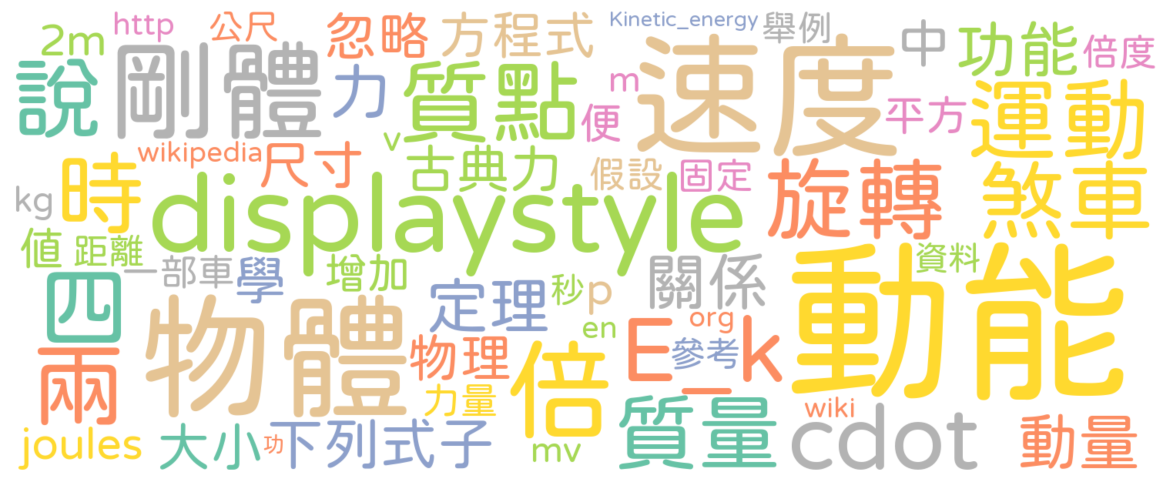 2m http 公尺 忽略 方程式 Kinetic_energy 舉例 中 功能 倍度
說 剛體 力 質點 m 便 速度 平方 運動
v
時 wikipedia 尺寸 古典力 假設 固定 旋轉 煞車
kg displaystyle
值 距離 一部車 學 增加 關係 動能 資料
四 物體 定理 秒 p
en org
兩 物理 倍 E_k 參考
力量 wiki
joules 大小 功 下列式子 mv 質量 cdot 動量